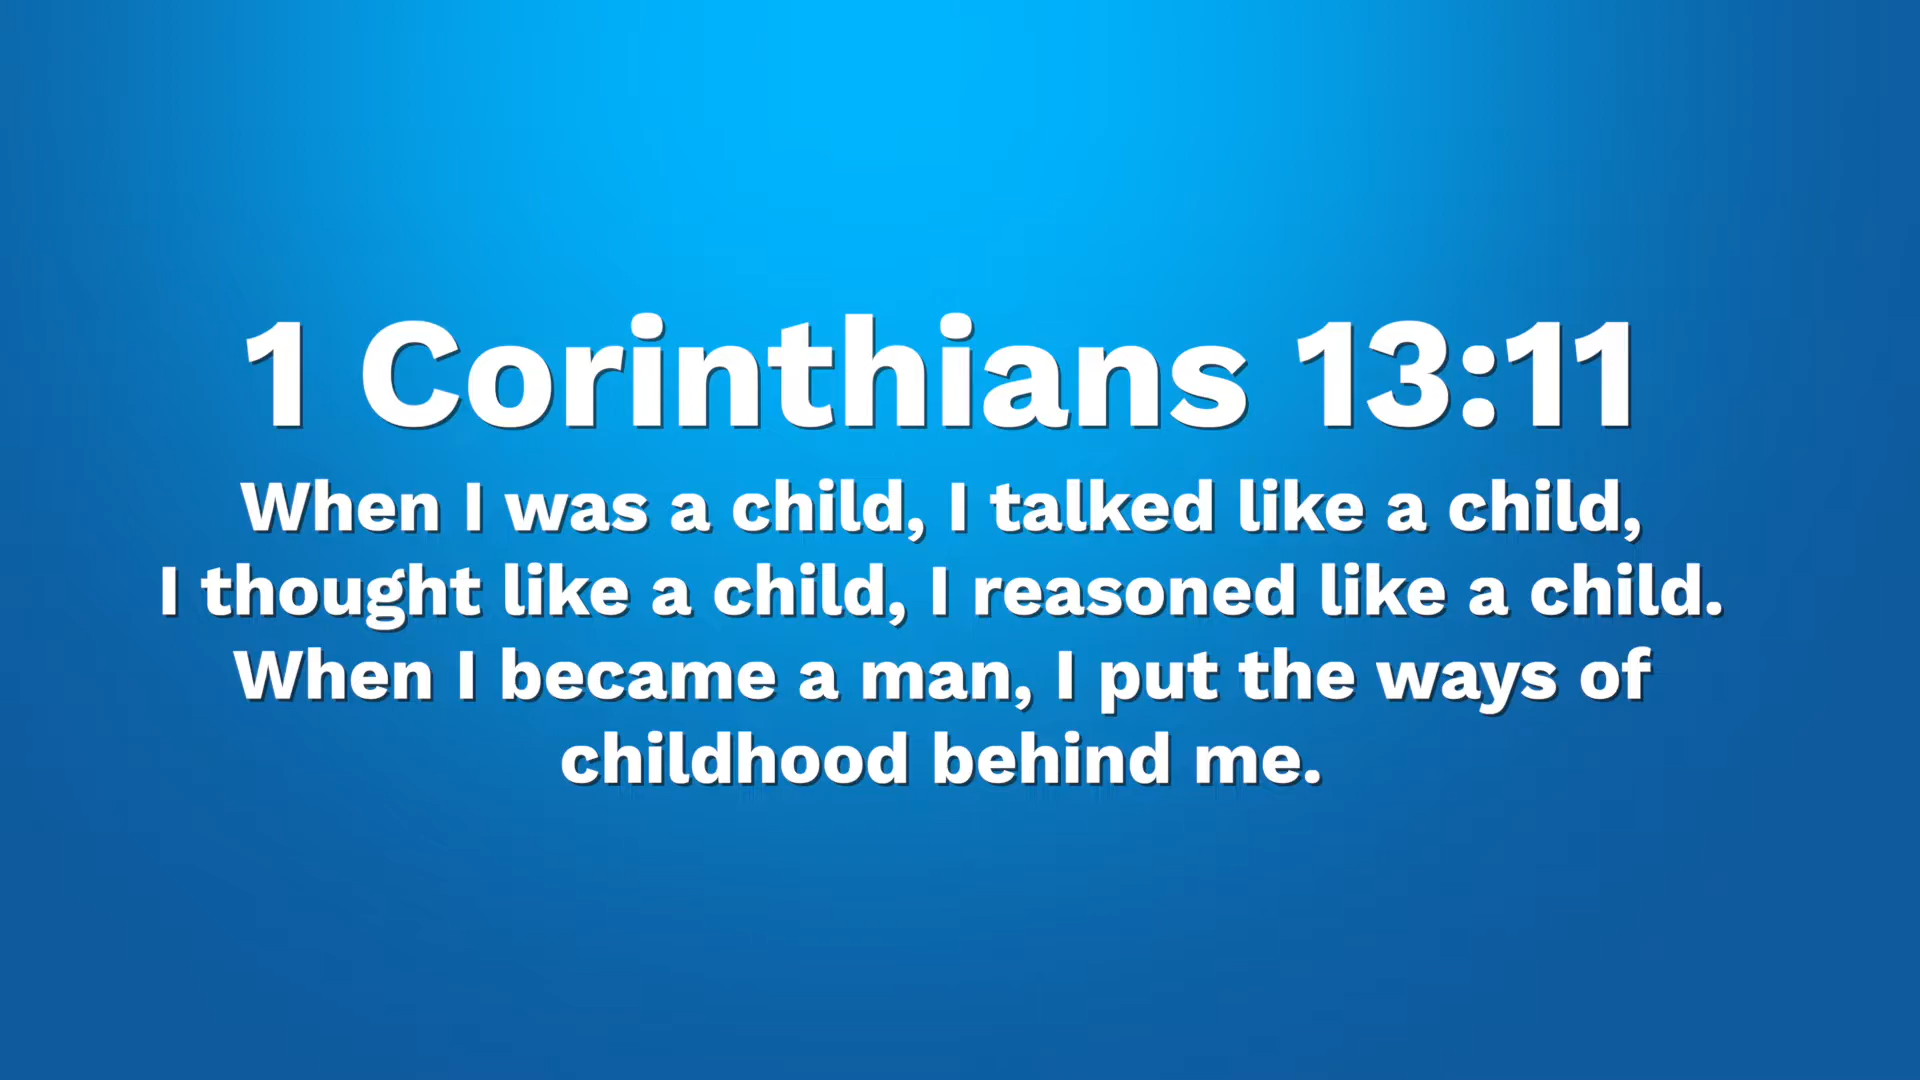 1 Corinthians 13:11
When I was a child, I talked like a child,
I thought like a child, I reasoned like a child.
When I became a man, I put the ways of
childhood behind me.